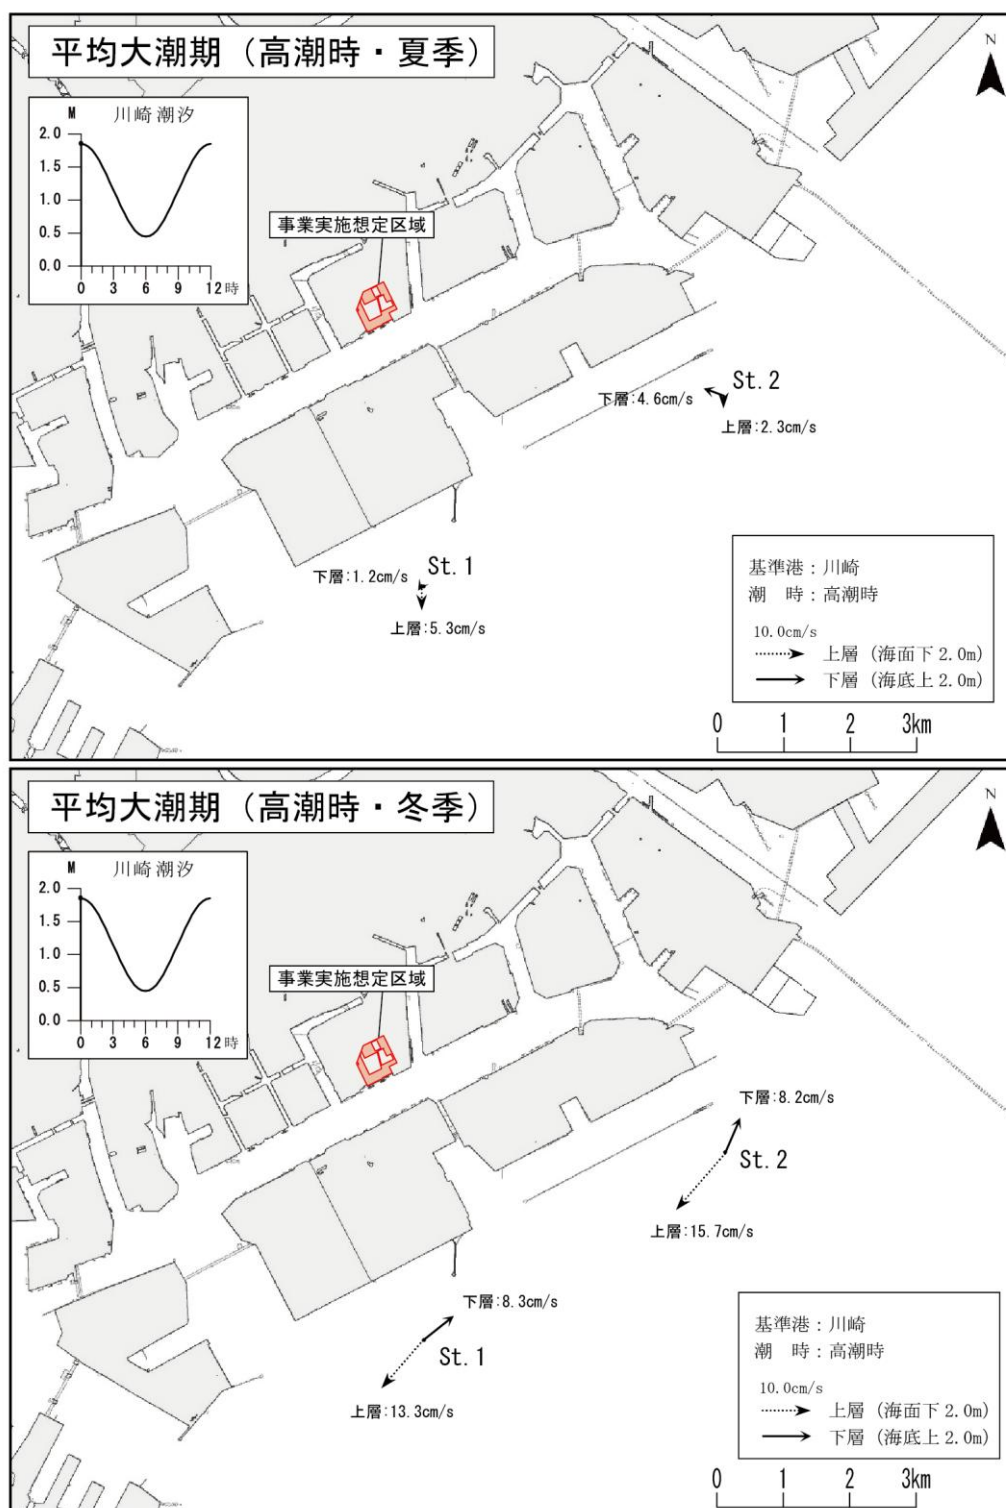 平均大潮期（高潮時・夏季）
N
M 川崎潮汐
2.0
1.5
1.0
0.5
0.0
0 3 6 9 12時
事業実施想定区域
St.2
下層:4.6cm/s
上層:2.3cm/s
St.1
下層:1.2cm/s
上層:5.3cm/s
基準港：川崎
潮　時：高潮時
10.0cm/s
上層（海面下2.0m）
下層（海底上2.0m）
0 1 2 3km
平均大潮期（高潮時・冬季）
N
M 川崎潮汐
2.0
1.5
1.0
0.5
0.0
0 3 6 9 12時
事業実施想定区域
下層:8.2cm/s
St.2
上層:15.7cm/s
下層:8.3cm/s
St.1
上層:13.3cm/s
基準港：川崎
潮　時：高潮時
10.0cm/s
上層（海面下2.0m）
下層（海底上2.0m）
0 1 2 3km